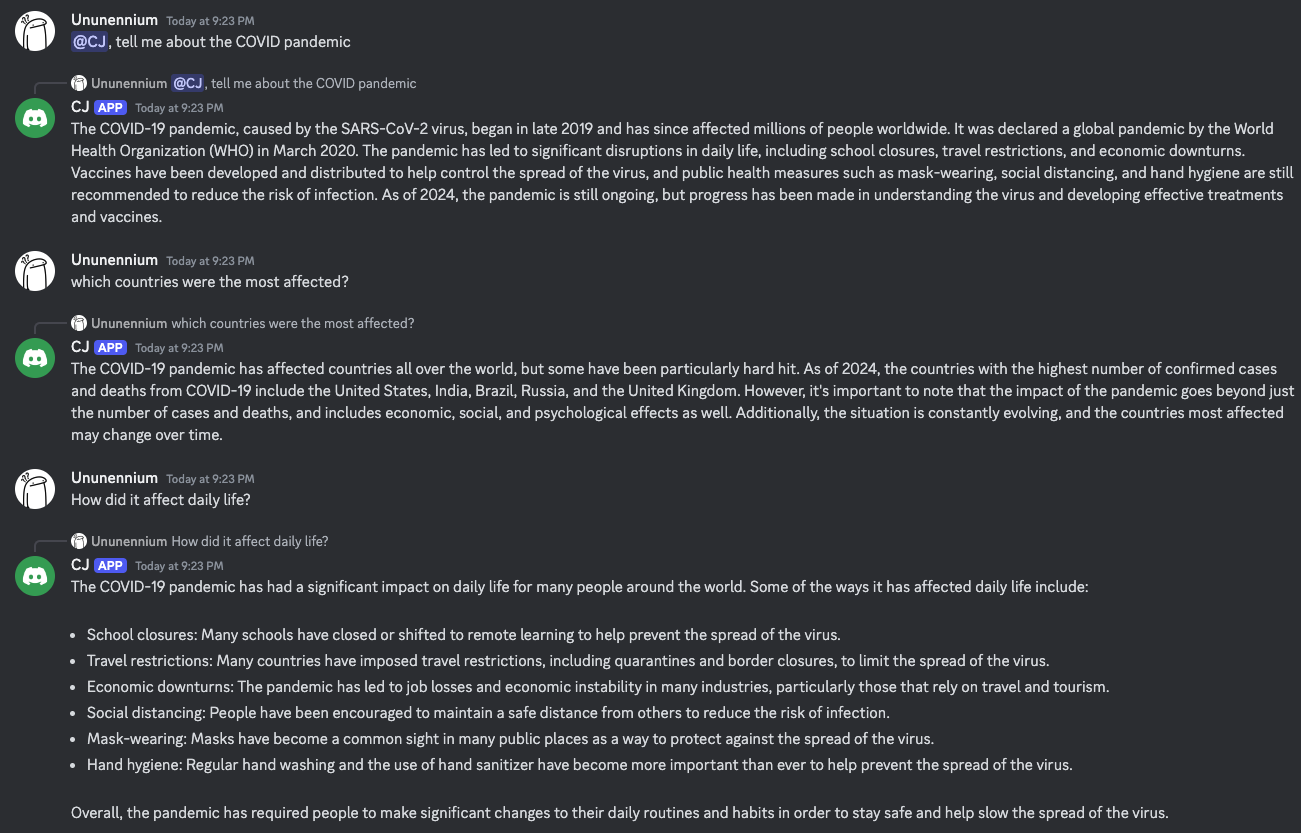 Ununennium Today at 9:23 PM
@CJ, tell me about the COVID pandemic
Ununennium @CJ, tell me about the COVID pandemic
CJ APP Today at 9:23 PM
The COVID-19 pandemic, caused by the SARS-CoV-2 virus, began in late 2019 and has since affected millions of people worldwide. It was declared a global pandemic by the World
Health Organization (WHO) in March 2020. The pandemic has led to significant disruptions in daily life, including school closures, travel restrictions, and economic downturns.
Vaccines have been developed and distributed to help control the spread of the virus, and public health measures such as mask-wearing, social distancing, and hand hygiene are still
recommended to reduce the risk of infection. As of 2024, the pandemic is still ongoing, but progress has been made in understanding the virus and developing effective treatments
and vaccines.
Ununennium Today at 9:23 PM
which countries were the most affected?
Ununennium which countries were the most affected?
CJ APP Today at 9:23 PM
The COVID-19 pandemic has affected countries all over the world, but some have been particularly hard hit. As of 2024, the countries with the highest number of confirmed cases
and deaths from COVID-19 include the United States, India, Brazil, Russia, and the United Kingdom. However, it's important to note that the impact of the pandemic goes beyond just
the number of cases and deaths, and includes economic, social, and psychological effects as well. Additionally, the situation is constantly evolving, and the countries most affected
may change over time.
Ununennium Today at 9:23 PM
How did it affect daily life?
Ununennium How did it affect daily life?
CJ APP Today at 9:23 PM
The COVID-19 pandemic has had a significant impact on daily life for many people around the world. Some of the ways it has affected daily life include:
• School closures: Many schools have closed or shifted to remote learning to help prevent the spread of the virus.
• Travel restrictions: Many countries have imposed travel restrictions, including quarantines and border closures, to limit the spread of the virus.
• Economic downturns: The pandemic has led to job losses and economic instability in many industries, particularly those that rely on travel and tourism.
• Social distancing: People have been encouraged to maintain a safe distance from others to reduce the risk of infection.
• Mask-wearing: Masks have become a common sight in many public places as a way to protect against the spread of the virus.
• Hand hygiene: Regular hand washing and the use of hand sanitizer have become more important than ever to help prevent the spread of the virus.
Overall, the pandemic has required people to make significant changes to their daily routines and habits in order to stay safe and help slow the spread of the virus.